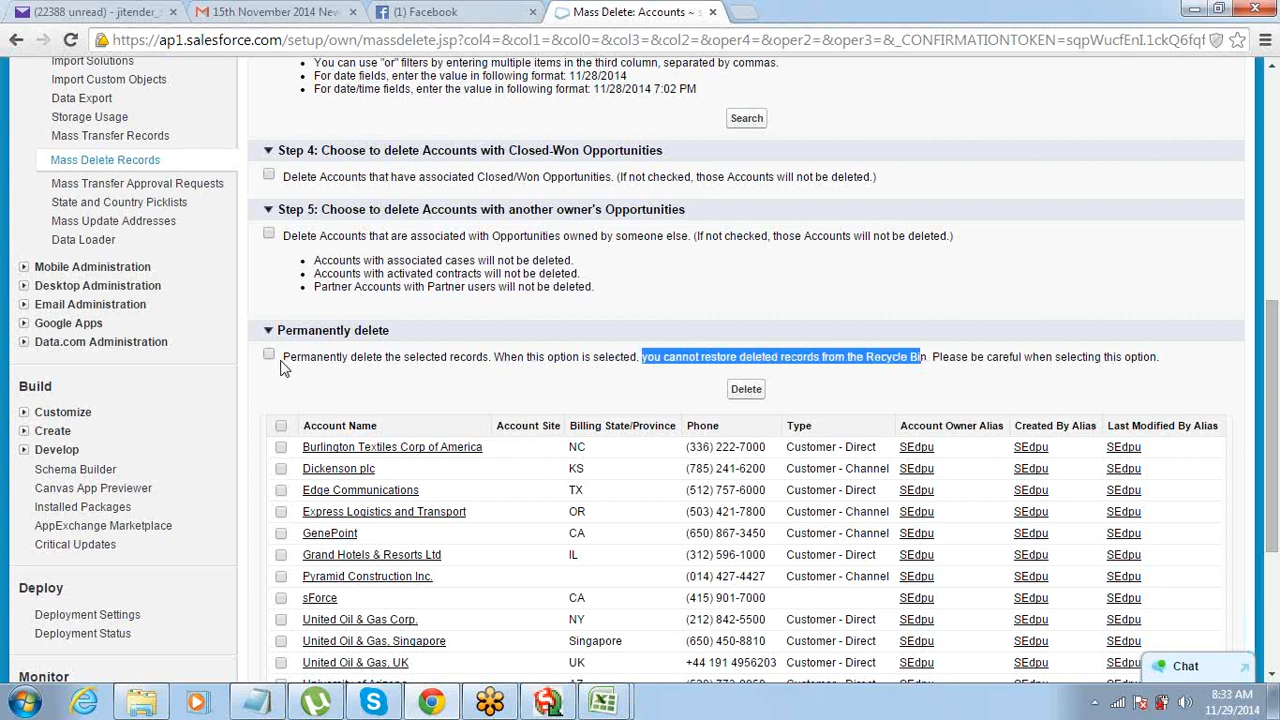 (22388 unread) - jitender_
15th November 2014 New
(1) Facebook
Mass Delete: Accounts ~ s
https://ap1.salesforce.com/setup/own/massdelete.jsp?col4=&col1=&col0=&col3=&col2=&oper4=&oper2=&oper3=&_CONFIRMATIONTOKEN=sqpWucfEnI.1ckQ6fqf
Import Solutions
Import Custom Objects
Data Export
Storage Usage
Mass Transfer Records
Mass Delete Records
Mass Transfer Approval Requests
State and Country Picklists
Mass Update Addresses
Data Loader
Mobile Administration
Desktop Administration
Email Administration
Google Apps
Data.com Administration
Build
Customize
Create
Develop
Schema Builder
Canvas App Previewer
Installed Packages
AppExchange Marketplace
Critical Updates
Deploy
Deployment Settings
Deployment Status
Monitor
• You can use "or" filters by entering multiple items in the third column, separated by commas.
• For date fields, enter the value in following format: 11/28/2014
• For date/time fields, enter the value in following format: 11/28/2014 7:02 PM
Search
Step 4: Choose to delete Accounts with Closed-Won Opportunities
Delete Accounts that have associated Closed/Won Opportunities. (If not checked, those Accounts will not be deleted.)
Step 5: Choose to delete Accounts with another owner's Opportunities
Delete Accounts that are associated with Opportunities owned by someone else. (If not checked, those Accounts will not be deleted.)
• Accounts with associated cases will not be deleted.
• Accounts with activated contracts will not be deleted.
• Partner Accounts with Partner users will not be deleted.
Permanently delete
Permanently delete the selected records. When this option is selected, you cannot restore deleted records from the Recycle Bin. Please be careful when selecting this option.
Delete
Account Name Account Site Billing State/Province Phone Type Account Owner Alias Created By Alias Last Modified By Alias
Burlington Textiles Corp of America NC (336) 222-7000 Customer - Direct SEdpu SEdpu SEdpu
Dickenson plc KS (785) 241-6200 Customer - Channel SEdpu SEdpu SEdpu
Edge Communications TX (512) 757-6000 Customer - Direct SEdpu SEdpu SEdpu
Express Logistics and Transport OR (503) 421-7800 Customer - Channel SEdpu SEdpu SEdpu
GenePoint CA (650) 867-3450 Customer - Channel SEdpu SEdpu SEdpu
Grand Hotels & Resorts Ltd IL (312) 596-1000 Customer - Direct SEdpu SEdpu SEdpu
Pyramid Construction Inc. (014) 427-4427 Customer - Channel SEdpu SEdpu SEdpu
sForce CA (415) 901-7000 SEdpu SEdpu SEdpu
United Oil & Gas Corp. NY (212) 842-5500 Customer - Direct SEdpu SEdpu SEdpu
United Oil & Gas, Singapore Singapore (650) 450-8810 Customer - Direct SEdpu SEdpu SEdpu
United Oil & Gas, UK UK +44 191 4956203 Customer - Direct SEdpu SEdpu SEdpu
Chat
8:33 AM
11/29/2014